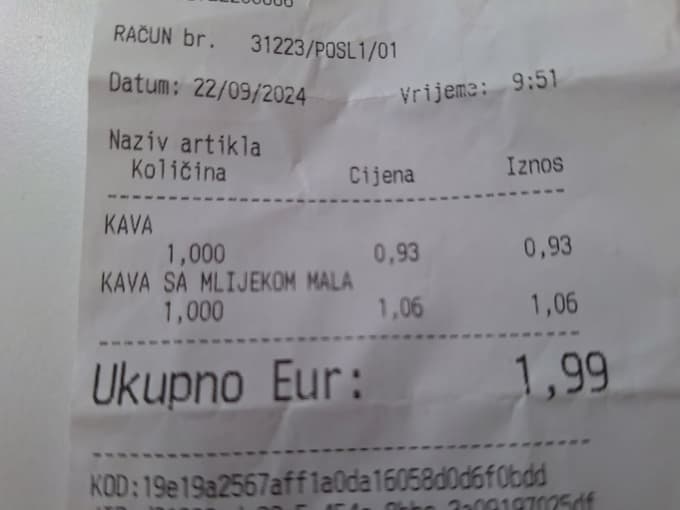 RAČUN br. 31223/POSL1/01
Datum: 22/09/2024 Vrijeme: 9:51
Naziv artikla
Količina Cijena Iznos
--------------------------------
KAVA
1,000 0,93 0,93
KAVA SA MLIJEKOM MALA
1,000 1,06 1,06
--------------------------------
Ukupno Eur: 1,99
--------------------------------
KOD:19e19a2567aff1a0da16058d0d6f0bdd